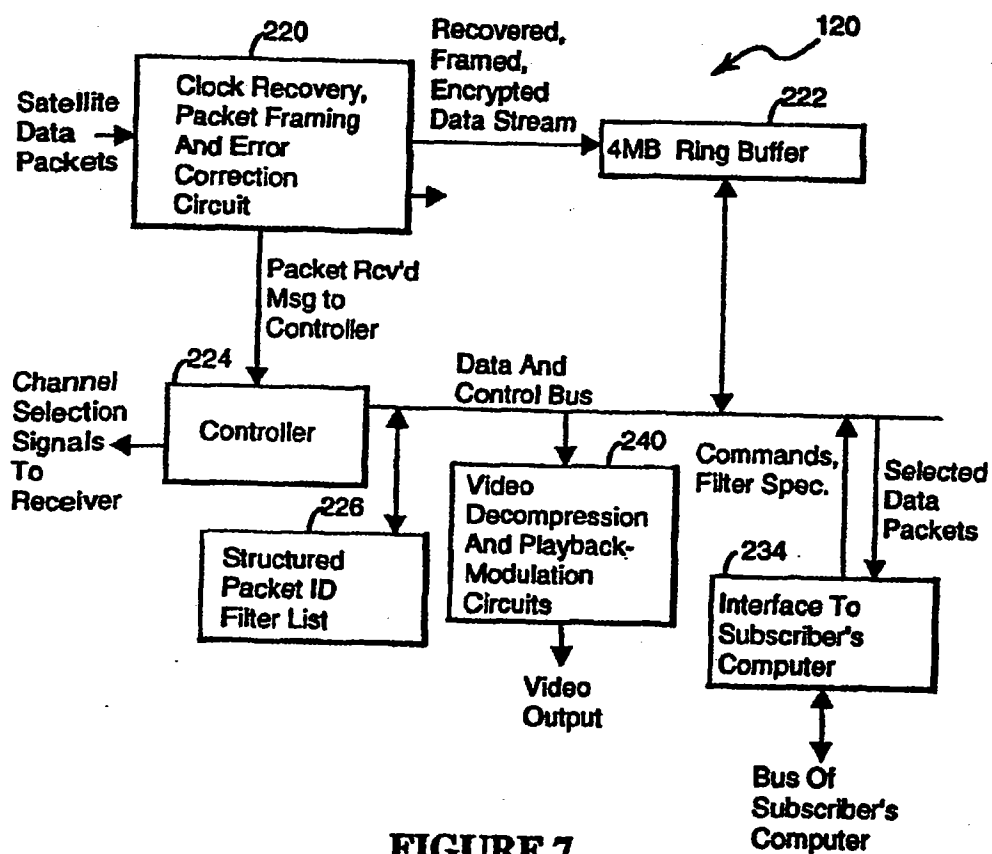 220
120
Satellite
Data
Packets
Clock Recovery,
Packet Framing
And Error
Correction
Circuit
Recovered,
Framed,
Encrypted
Data Stream
222
4MB Ring Buffer
Packet Rcv'd
Msg to
Controller
Channel
Selection
Signals
To
Receiver
224
Controller
Data And
Control Bus
226
Structured
Packet ID
Filter List
240
Video
Decompression
And Playback-
Modulation
Circuits
Video
Output
Commands,
Filter Spec.
Selected
Data
Packets
234
Interface To
Subscriber's
Computer
Bus Of
Subscriber's
Computer
FIGURE 7